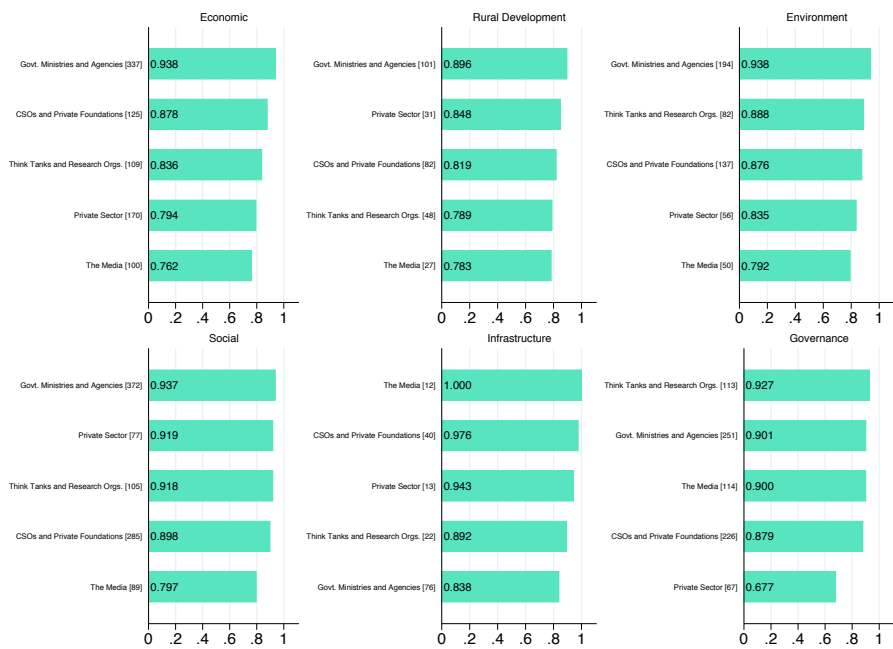 Economic
Govt. Ministries and Agencies [337] 0.938
CSOs and Private Foundations [125] 0.878
Think Tanks and Research Orgs. [109] 0.836
Private Sector [170] 0.794
The Media [100] 0.762
0 .2 .4 .6 .8 1
Rural Development
Govt. Ministries and Agencies [101] 0.896
Private Sector [31] 0.848
CSOs and Private Foundations [82] 0.819
Think Tanks and Research Orgs. [48] 0.789
The Media [27] 0.783
0 .2 .4 .6 .8 1
Environment
Govt. Ministries and Agencies [194] 0.938
Think Tanks and Research Orgs. [82] 0.888
CSOs and Private Foundations [137] 0.876
Private Sector [56] 0.835
The Media [50] 0.792
0 .2 .4 .6 .8 1
Social
Govt. Ministries and Agencies [372] 0.937
Private Sector [77] 0.919
Think Tanks and Research Orgs. [105] 0.918
CSOs and Private Foundations [285] 0.898
The Media [89] 0.797
0 .2 .4 .6 .8 1
Infrastructure
The Media [12] 1.000
CSOs and Private Foundations [40] 0.976
Private Sector [13] 0.943
Think Tanks and Research Orgs. [22] 0.892
Govt. Ministries and Agencies [76] 0.838
0 .2 .4 .6 .8 1
Governance
Think Tanks and Research Orgs. [113] 0.927
Govt. Ministries and Agencies [251] 0.901
The Media [114] 0.900
CSOs and Private Foundations [226] 0.879
Private Sector [67] 0.677
0 .2 .4 .6 .8 1